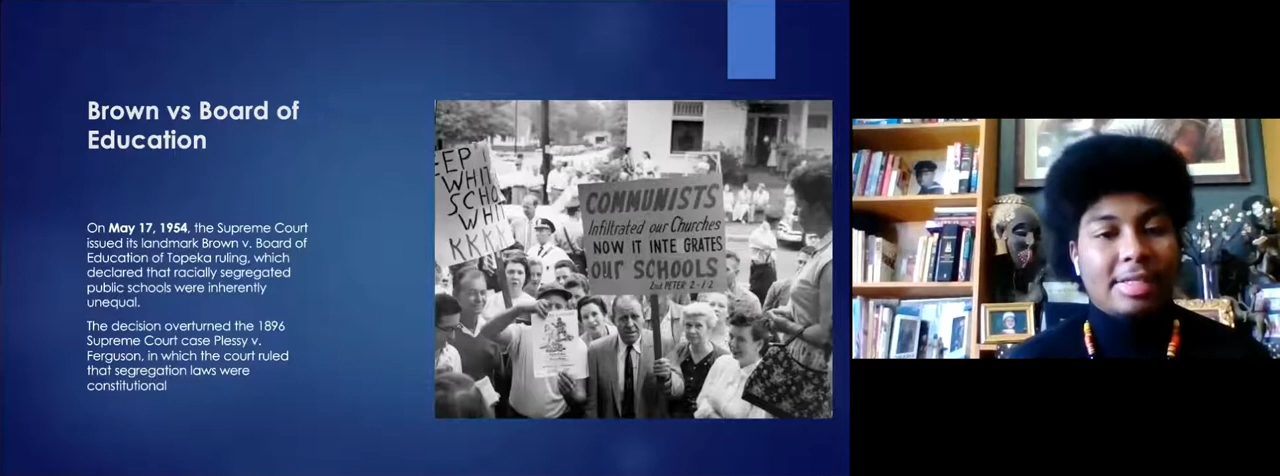 Brown vs Board of
Education
On May 17, 1954, the Supreme Court
issued its landmark Brown v. Board of
Education of Topeka ruling, which
declared that racially segregated
public schools were inherently
unequal.
The decision overturned the 1896
Supreme Court case Plessy v.
Ferguson, in which the court ruled
that segregation laws were
constitutional
EEP
WHIT
SCHO
WHI
KKKK
COMMUNISTS
Infiltrated our Churches
NOW IT INTE GRATES
OUR SCHOOLS
2nd PETER 2-1-2